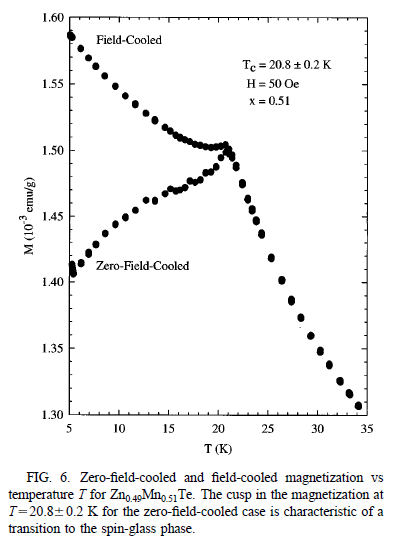 1.60
Field-Cooled
T_C = 20.8 ± 0.2 K
H = 50 Oe
x = 0.51
1.55
1.50
M (10⁻³ emu/g)
1.45
Zero-Field-Cooled
1.40
1.35
1.30
5 10 15 20 25 30 35
T (K)
FIG. 6. Zero-field-cooled and field-cooled magnetization vs
temperature T for Zn₀.₄₉Mn₀.₅₁Te. The cusp in the magnetization at
T=20.8±0.2 K for the zero-field-cooled case is characteristic of a
transition to the spin-glass phase.